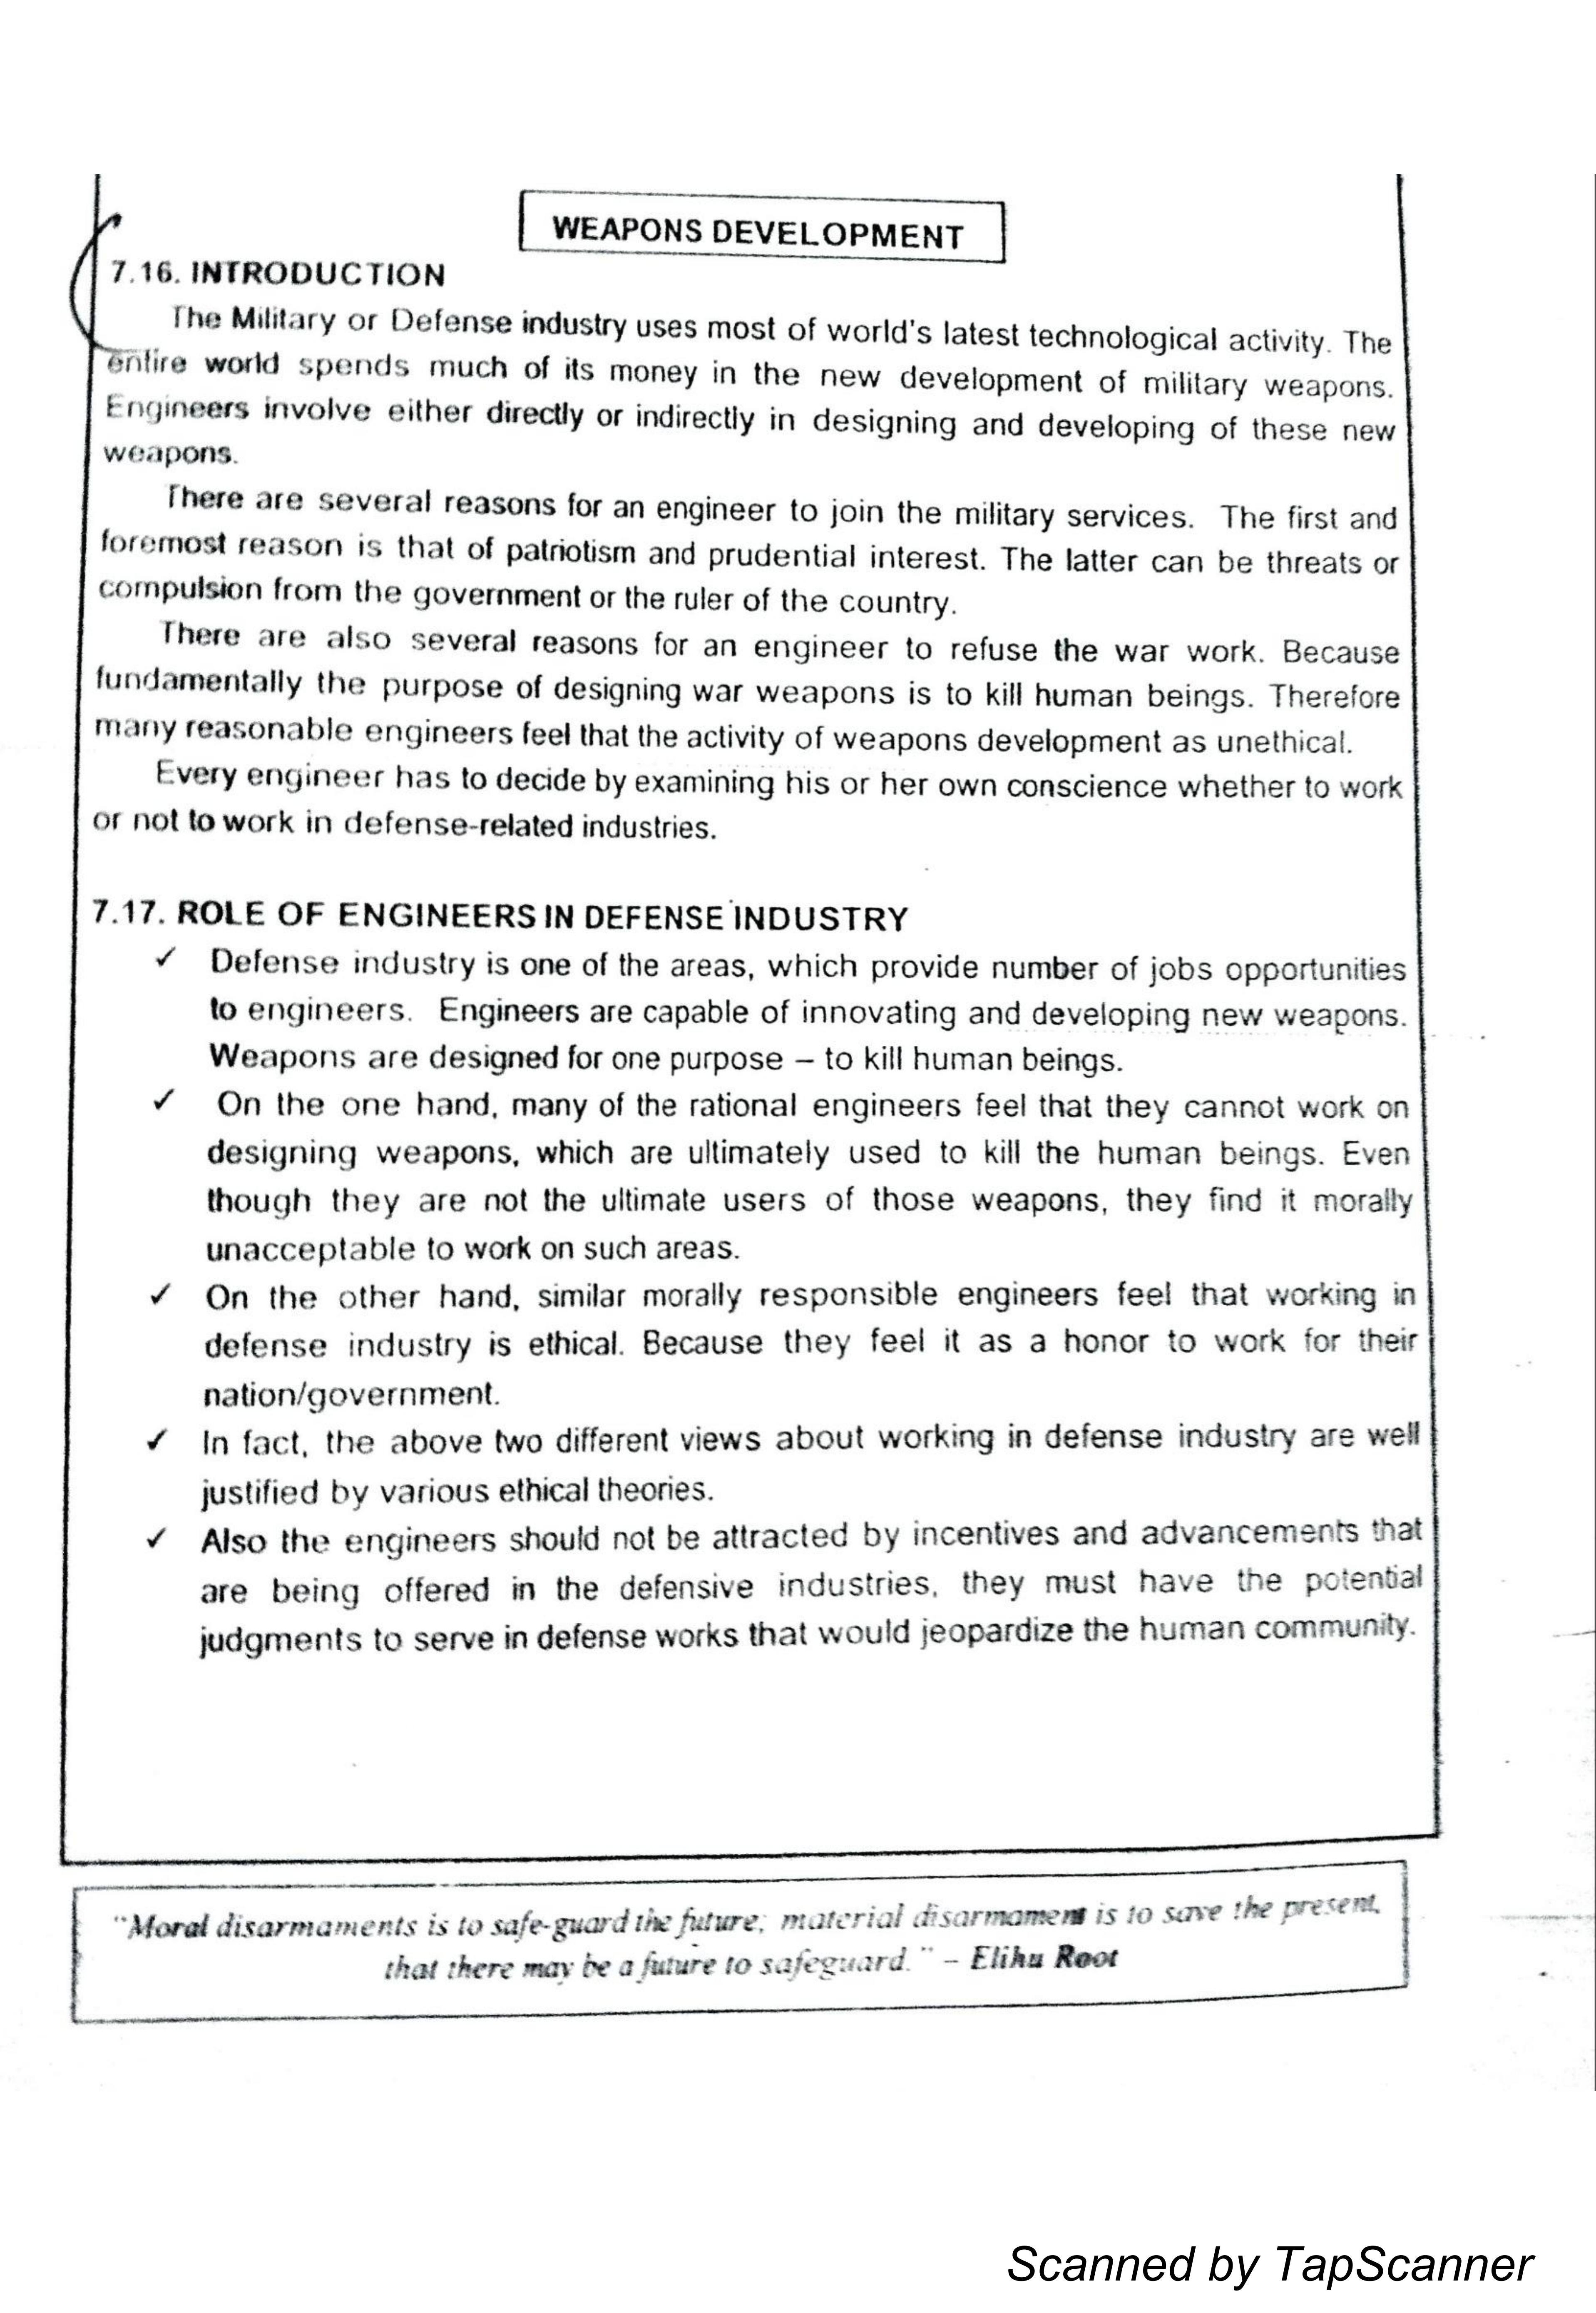 WEAPONS DEVELOPMENT
7.16. INTRODUCTION
The Military or Defense industry uses most of world's latest technological activity. The
entire world spends much of its money in the new development of military weapons.
Engineers involve either directly or indirectly in designing and developing of these new
weapons.
There are several reasons for an engineer to join the military services. The first and
foremost reason is that of patriotism and prudential interest. The latter can be threats or
compulsion from the government or the ruler of the country.
There are also several reasons for an engineer to refuse the war work. Because
fundamentally the purpose of designing war weapons is to kill human beings. Therefore
many reasonable engineers feel that the activity of weapons development as unethical.
Every engineer has to decide by examining his or her own conscience whether to work
or not to work in defense-related industries.
7.17. ROLE OF ENGINEERS IN DEFENSE INDUSTRY
✓ Defense industry is one of the areas, which provide number of jobs opportunities
to engineers. Engineers are capable of innovating and developing new weapons.
Weapons are designed for one purpose – to kill human beings.
✓ On the one hand, many of the rational engineers feel that they cannot work on
designing weapons, which are ultimately used to kill the human beings. Even
though they are not the ultimate users of those weapons, they find it morally
unacceptable to work on such areas.
✓ On the other hand, similar morally responsible engineers feel that working in
defense industry is ethical. Because they feel it as a honor to work for their
nation/government.
✓ In fact, the above two different views about working in defense industry are well
justified by various ethical theories.
✓ Also the engineers should not be attracted by incentives and advancements that
are being offered in the defensive industries, they must have the potential
judgments to serve in defense works that would jeopardize the human community.
"Moral disarmaments is to safe-guard the future; material disarmament is to save the present,
that there may be a future to safeguard." – Elihu Root
Scanned by TapScanner